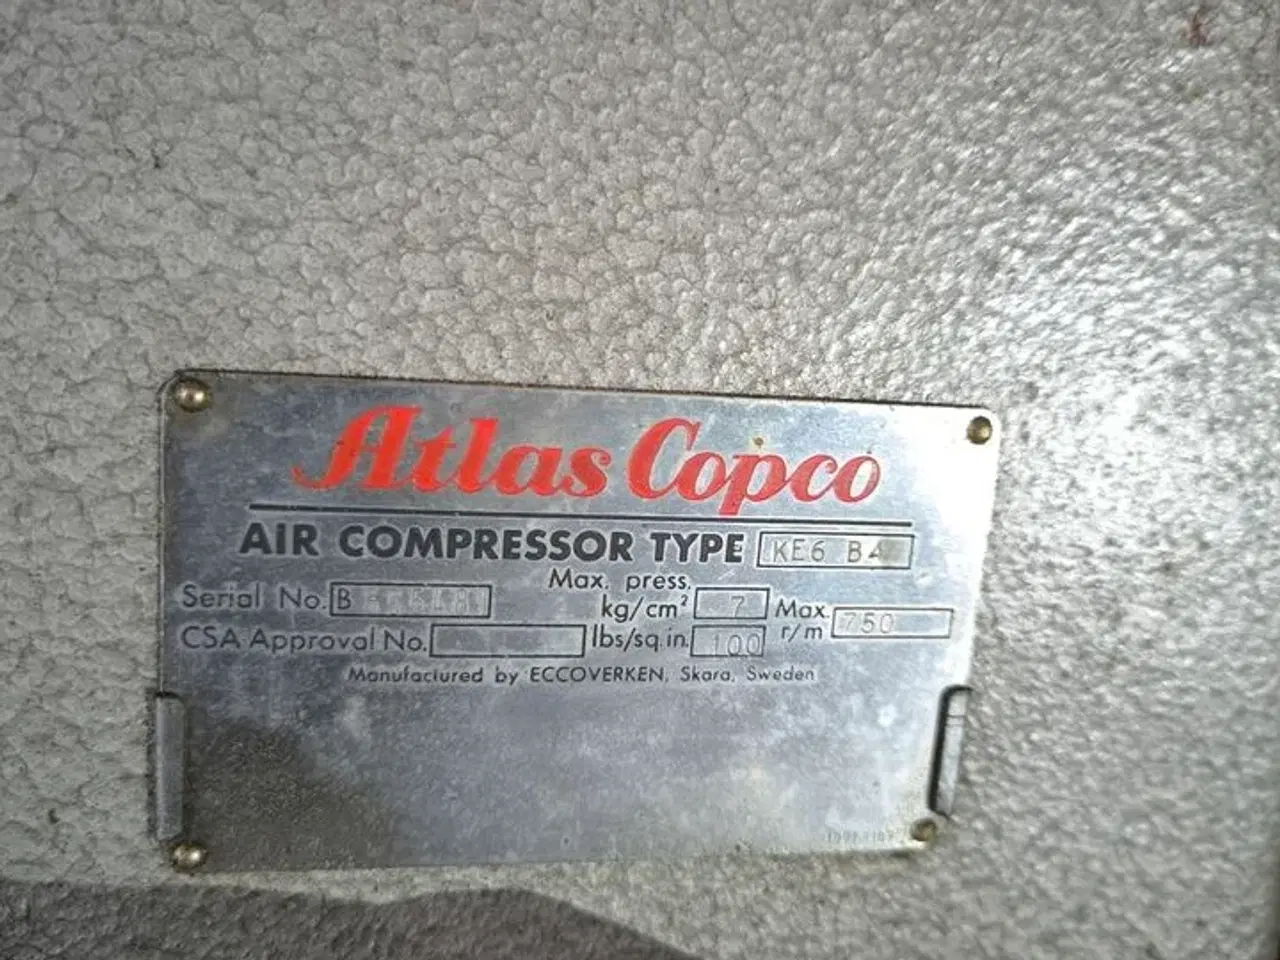 Atlas Copco
AIR COMPRESSOR TYPE KE6 B4
Serial No. B
Max. press.
kg/cm² 7
Max. r/m 750
CSA Approval No.
lbs/sq.in. 100
Manufactured by ECCOVERKEN, Skara, Sweden